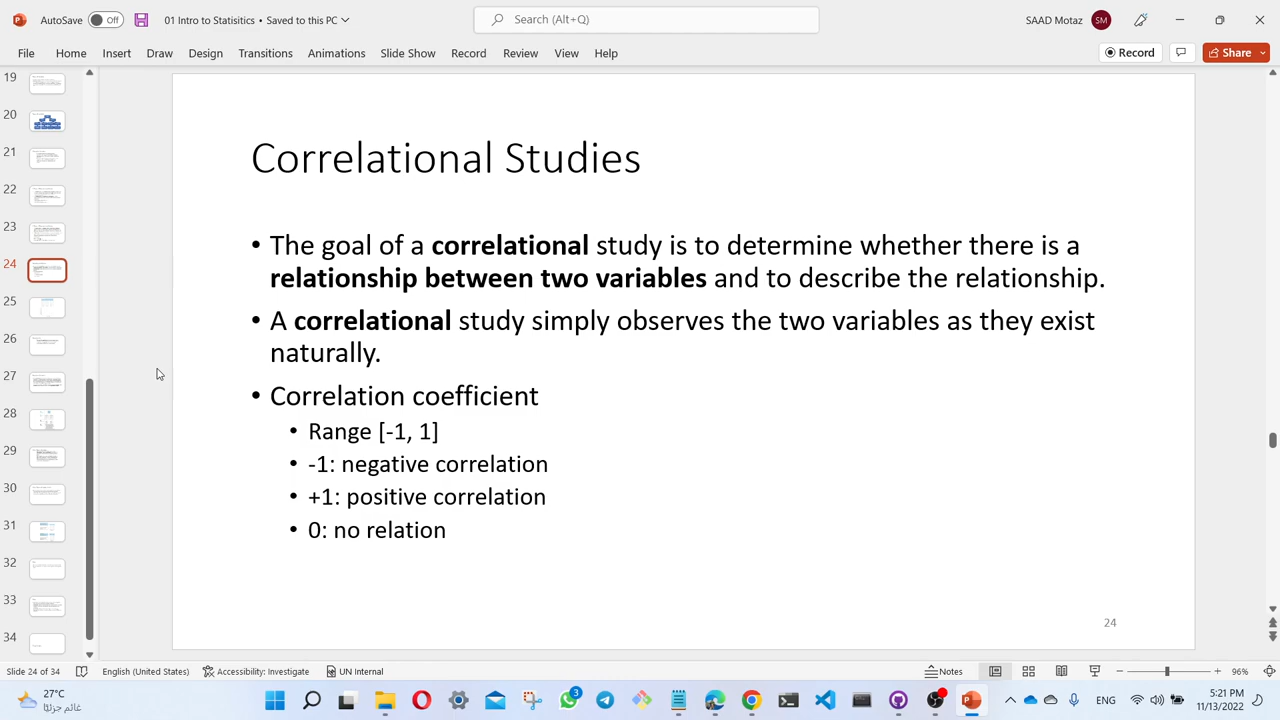 AutoSave Off 01 Intro to Statisitics • Saved to this PC Search (Alt+Q) SAAD Motaz SM
File Home Insert Draw Design Transitions Animations Slide Show Record Review View Help Record Share
19
20
21
22
23
24
25
26
27
28
29
30
31
32
33
34
Correlational Studies
• The goal of a correlational study is to determine whether there is a
relationship between two variables and to describe the relationship.
• A correlational study simply observes the two variables as they exist
naturally.
• Correlation coefficient
• Range [-1, 1]
• -1: negative correlation
• +1: positive correlation
• 0: no relation
24
Slide 24 of 34 English (United States) Accessibility: Investigate UN Internal Notes 96%
27°C
غائم جزئيًا
3
ENG
5:21 PM
11/13/2022